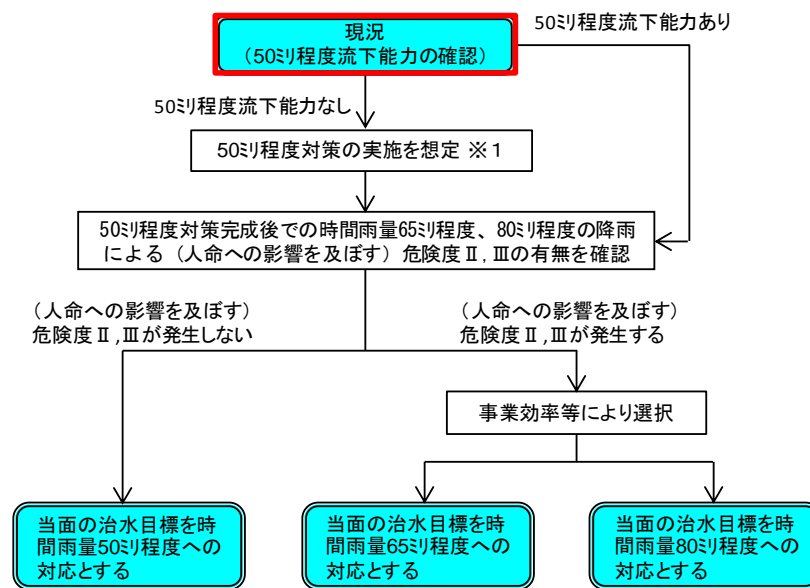 現況
（50ミリ程度流下能力の確認）
50ミリ程度流下能力あり
50ミリ程度流下能力なし
50ミリ程度対策の実施を想定 ※１
50ミリ程度対策完成後での時間雨量65ミリ程度、80ミリ程度の降雨
による（人命への影響を及ぼす）危険度Ⅱ,Ⅲの有無を確認
（人命への影響を及ぼす）
危険度Ⅱ,Ⅲが発生しない
（人命への影響を及ぼす）
危険度Ⅱ,Ⅲが発生する
事業効率等により選択
当面の治水目標を時
間雨量50ミリ程度への
対応とする
当面の治水目標を時
間雨量65ミリ程度への
対応とする
当面の治水目標を時
間雨量80ミリ程度への
対応とする